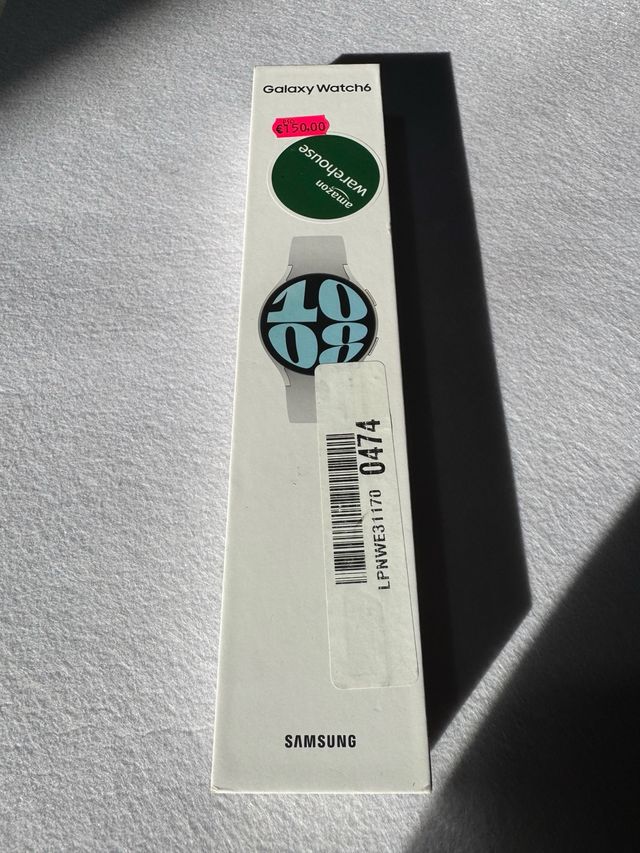 Galaxy Watch6
€150.00
amazon
warehouse
10
08
LPNWE31170 0474
SAMSUNG